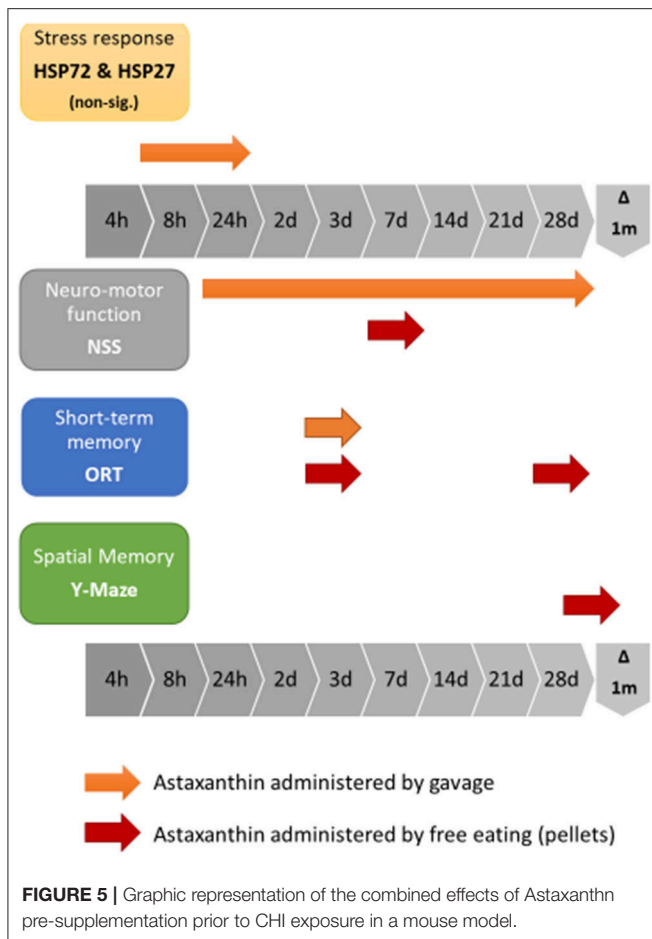 Stress response
HSP72 & HSP27
(non-sig.)
4h 8h 24h 2d 3d 7d 14d 21d 28d Δ 1m
Neuro-motor
function
NSS
Short-term
memory
ORT
Spatial Memory
Y-Maze
4h 8h 24h 2d 3d 7d 14d 21d 28d Δ 1m
Astaxanthin administered by gavage
Astaxanthin administered by free eating (pellets)
FIGURE 5 | Graphic representation of the combined effects of Astaxanthn
pre-supplementation prior to CHI exposure in a mouse model.